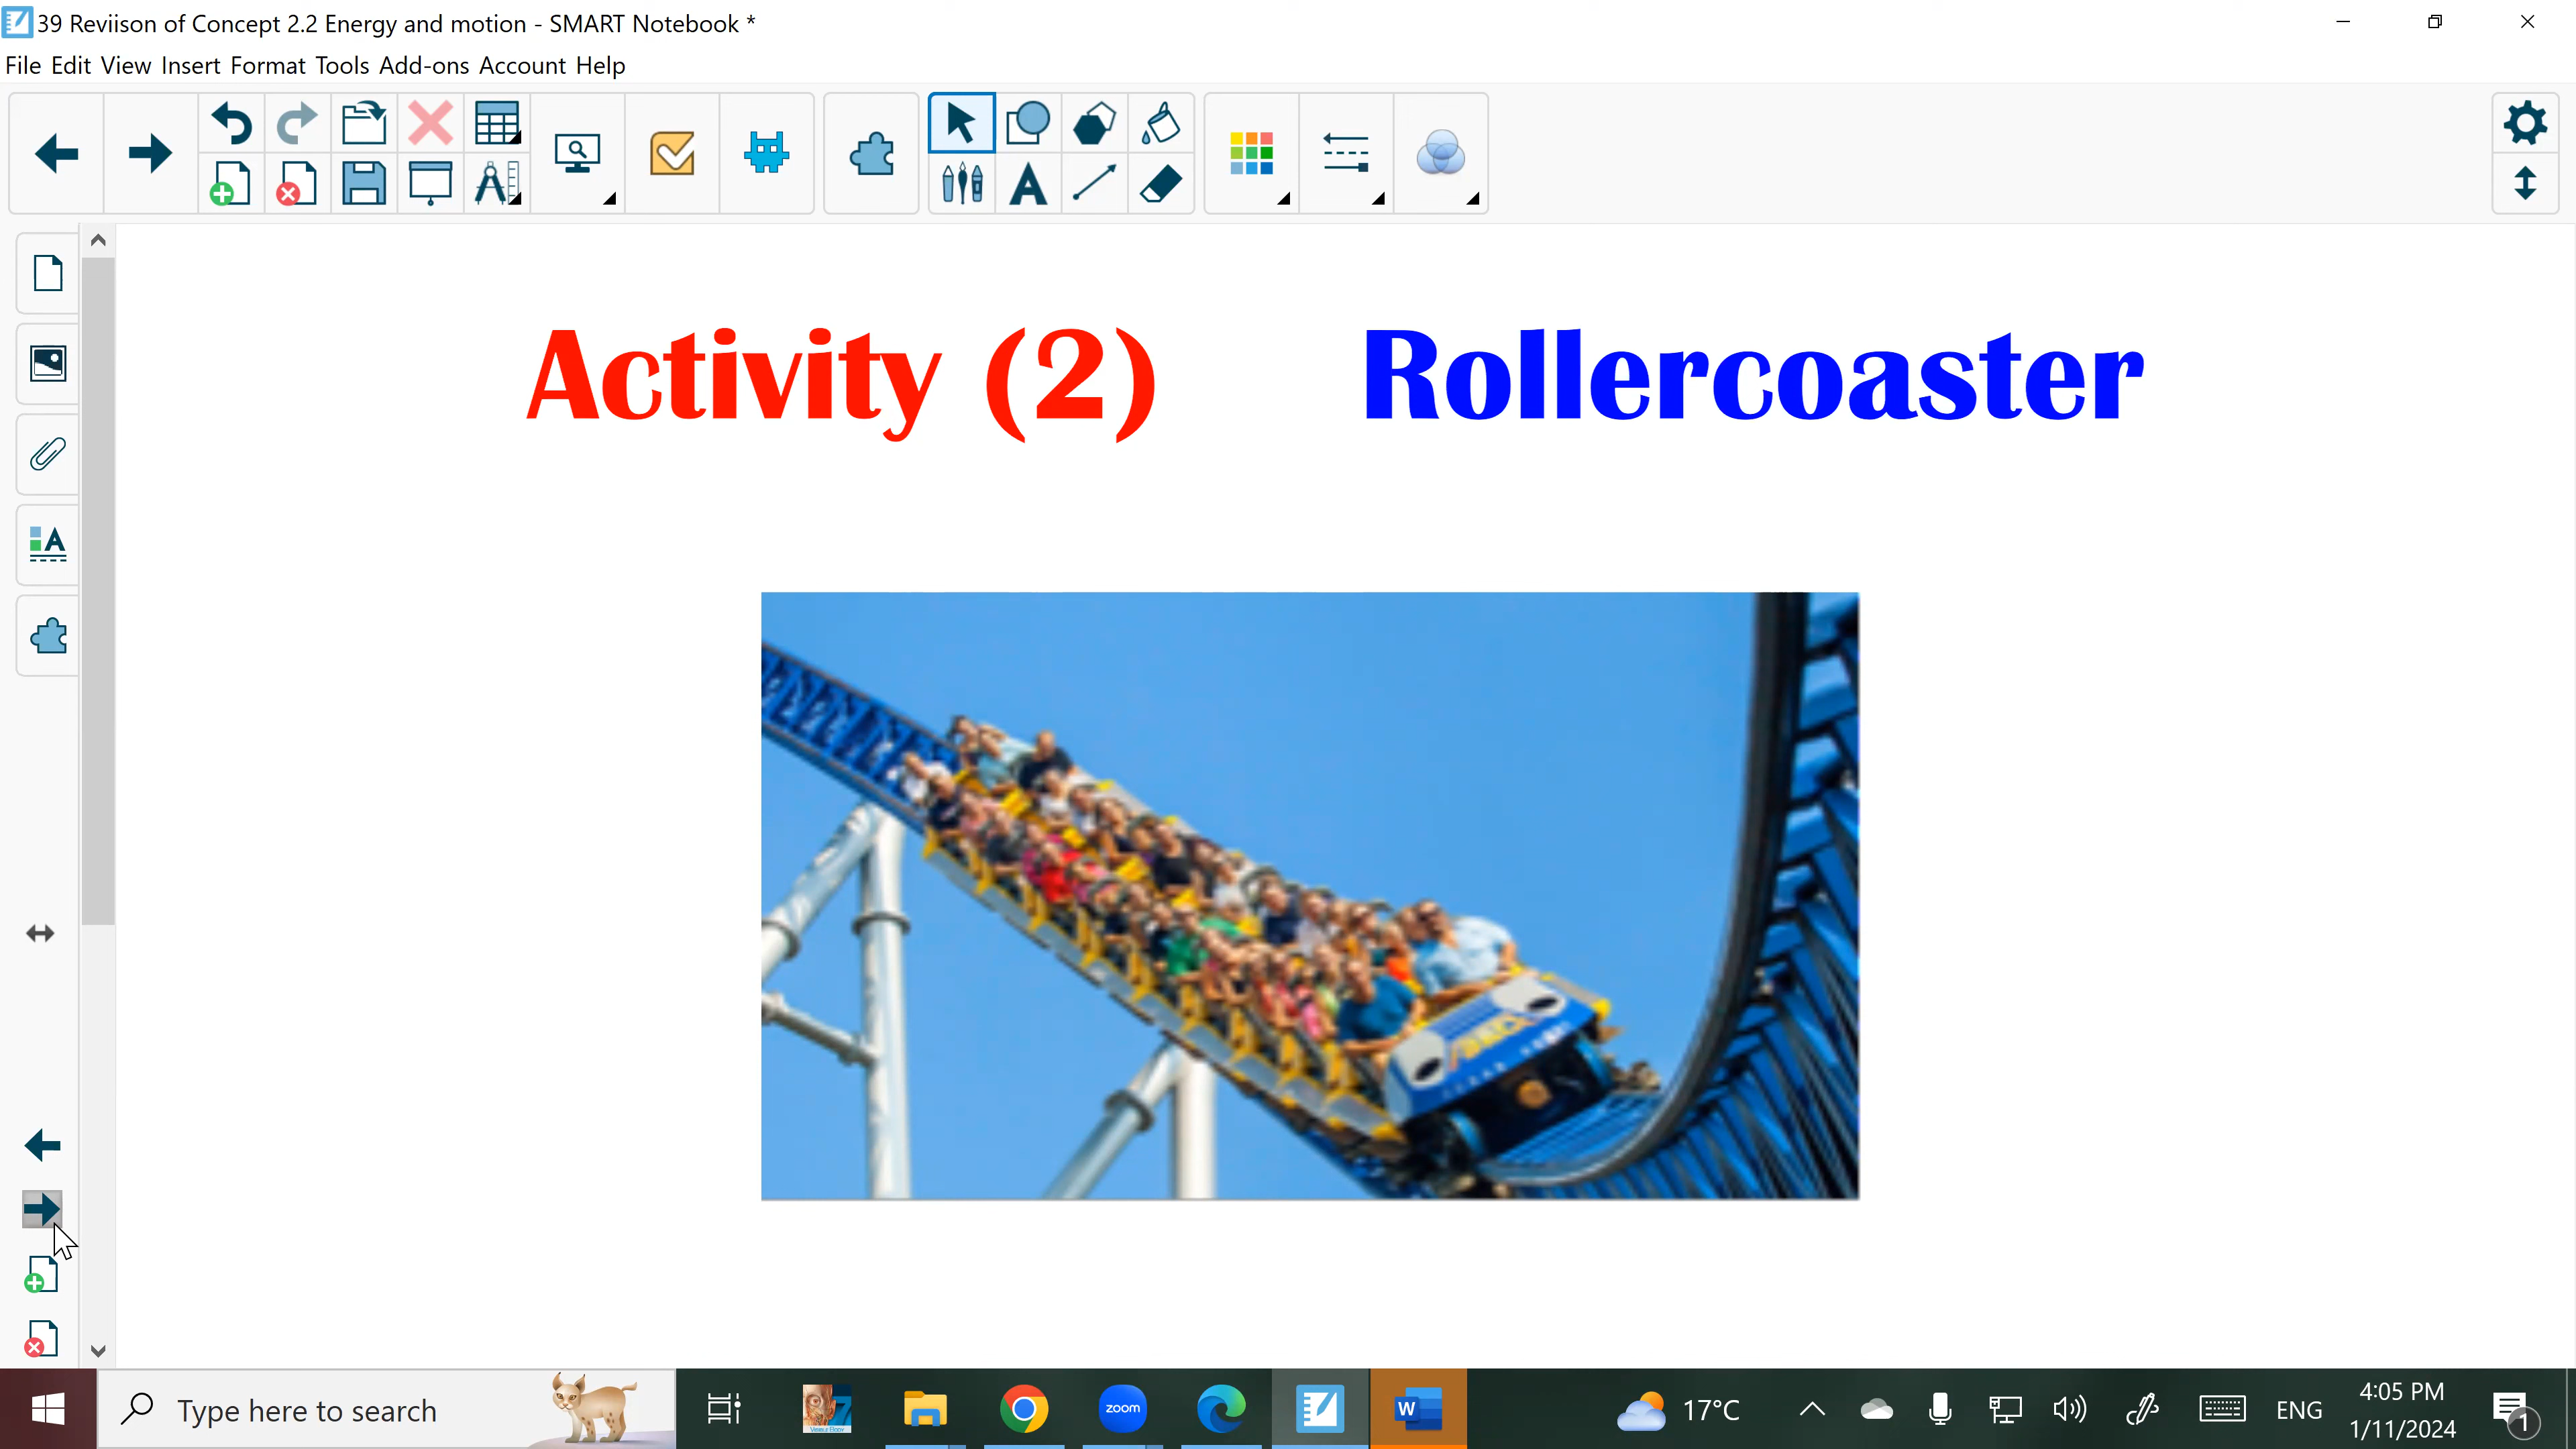 39 Reviison of Concept 2.2 Energy and motion - SMART Notebook *
File Edit View Insert Format Tools Add-ons Account Help
Activity (2) Rollercoaster
Type here to search
zoom
W
17°C
ENG
4:05 PM
1/11/2024
1